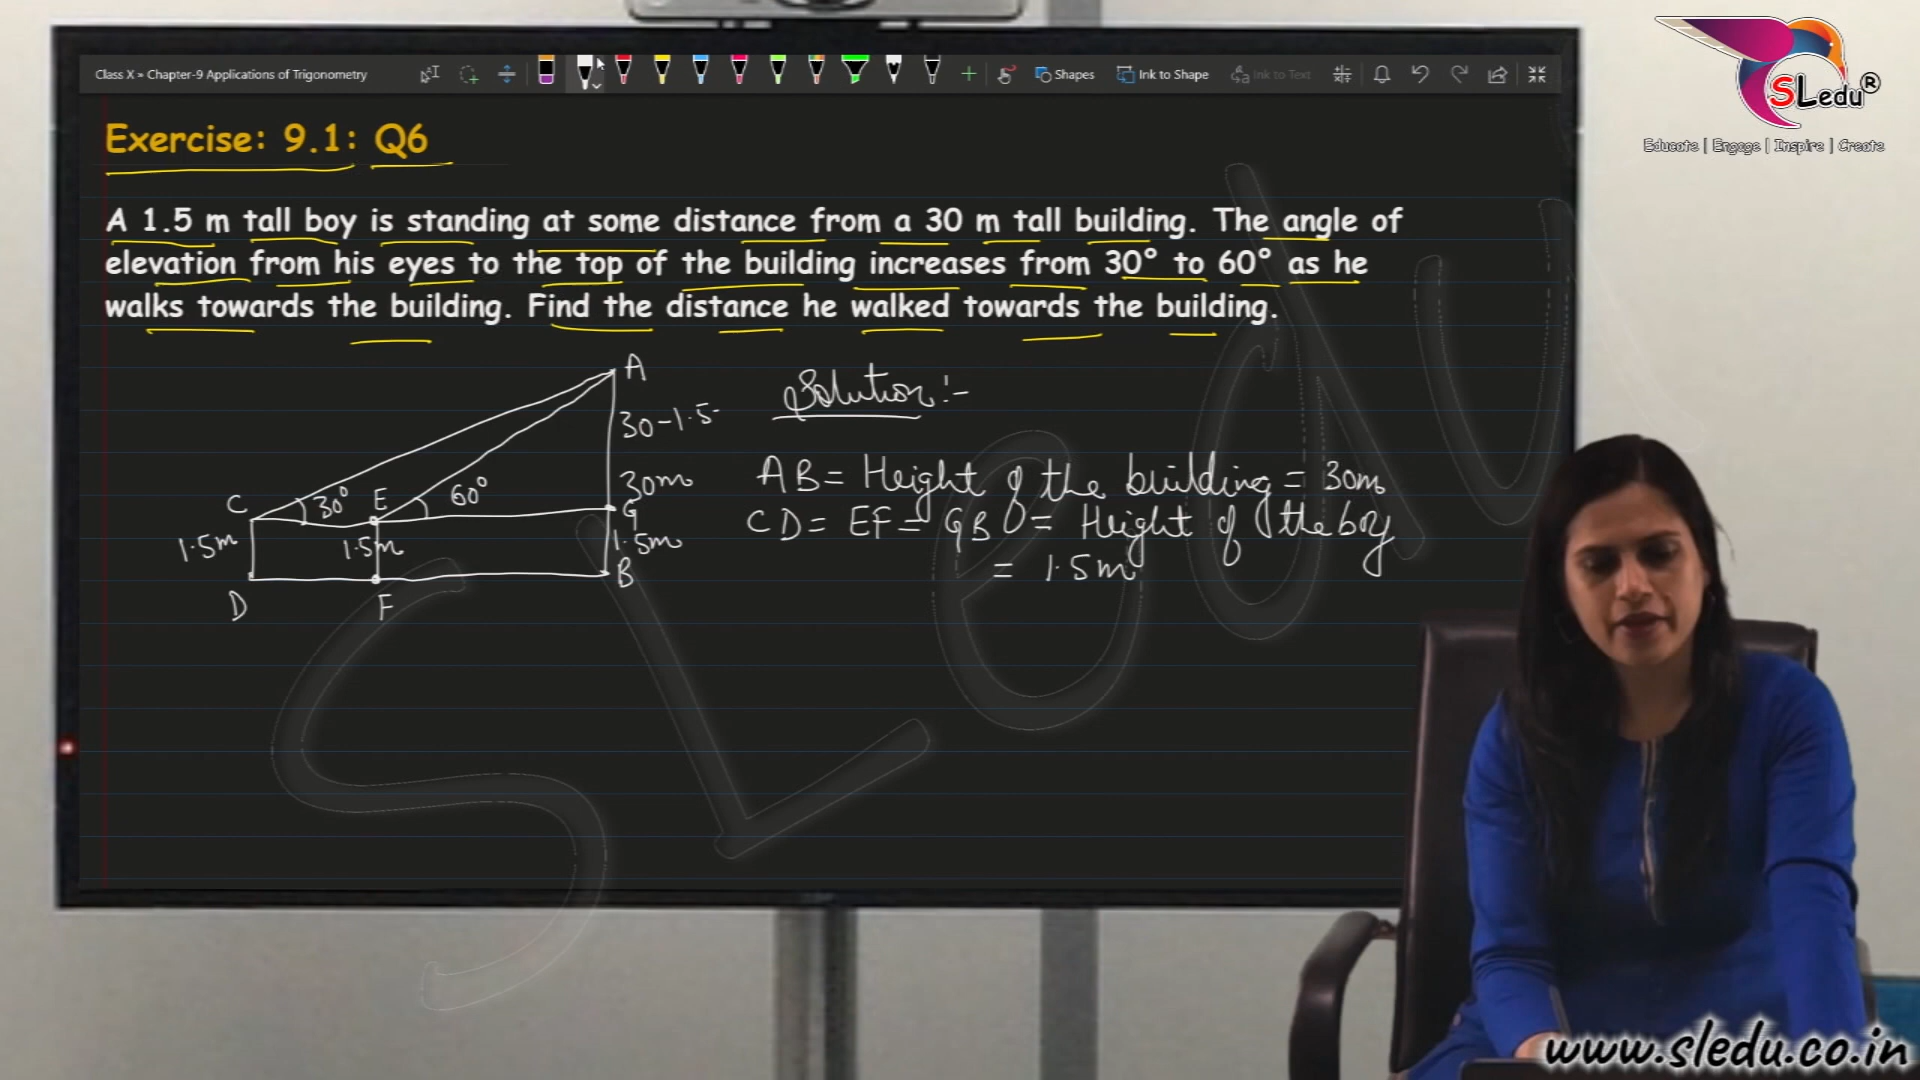 SLedu®
Educate | Engage | Inspire | Create
Class X » Chapter-9 Applications of Trigonometry
Shapes
Ink to Shape
Ink to Text
Exercise: 9.1: Q6
A 1.5 m tall boy is standing at some distance from a 30 m tall building. The angle of
elevation from his eyes to the top of the building increases from 30° to 60° as he
walks towards the building. Find the distance he walked towards the building.
A
30-1.5
30m
C 30° E 60° G
1.5m 1.5m 1.5m
D F B
Solution:-
AB = Height of the building = 30m
CD = EF = GB = Height of the boy
= 1.5m
SLedu
www.sledu.co.in